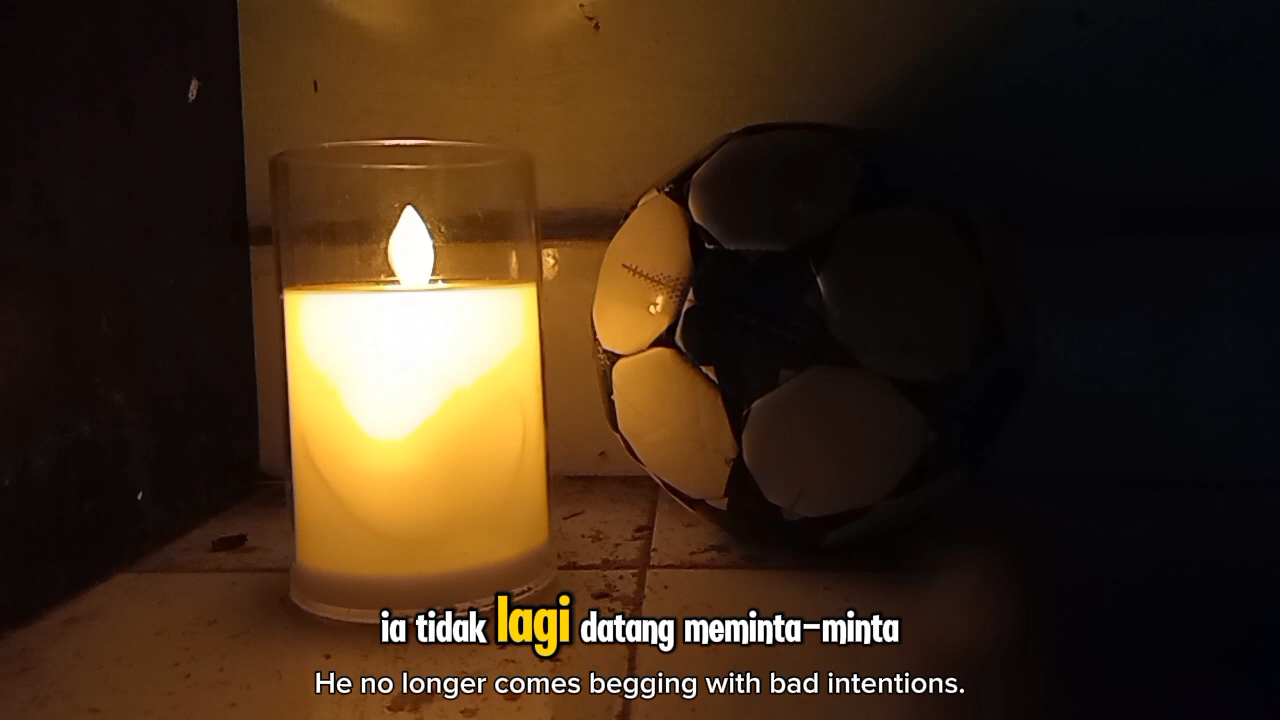 ia tidak lagi datang meminta-minta
He no longer comes begging with bad intentions.